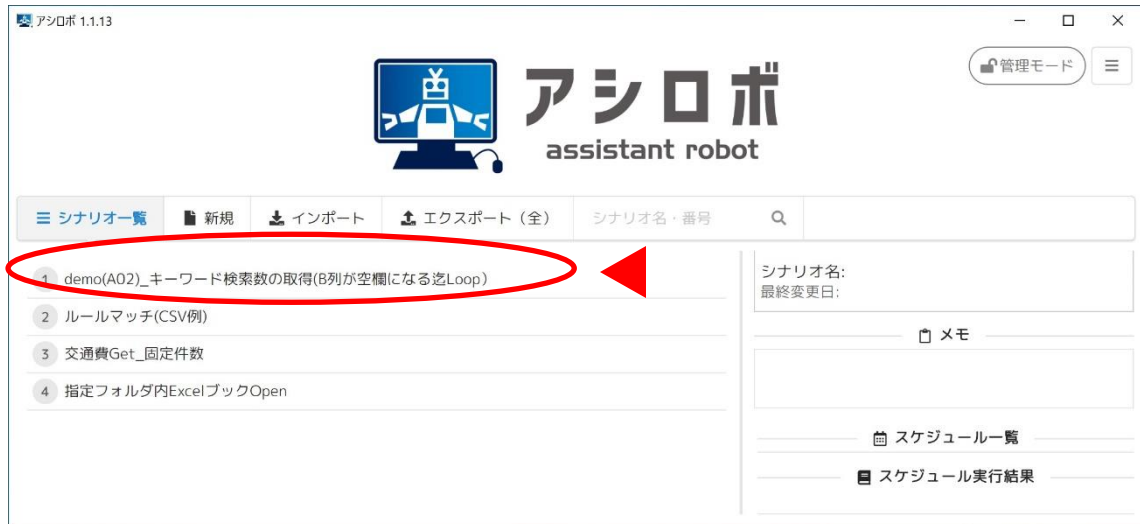 アシロボ 1.1.13
管理モード
アシロボ
assistant robot
シナリオ一覧 新規 インポート エクスポート（全） シナリオ名・番号
1 demo(A02)_キーワード検索数の取得(B列が空欄になる迄Loop）
2 ルールマッチ(CSV例)
3 交通費Get_固定件数
4 指定フォルダ内ExcelブックOpen
シナリオ名:
最終変更日:
メモ
スケジュール一覧
スケジュール実行結果